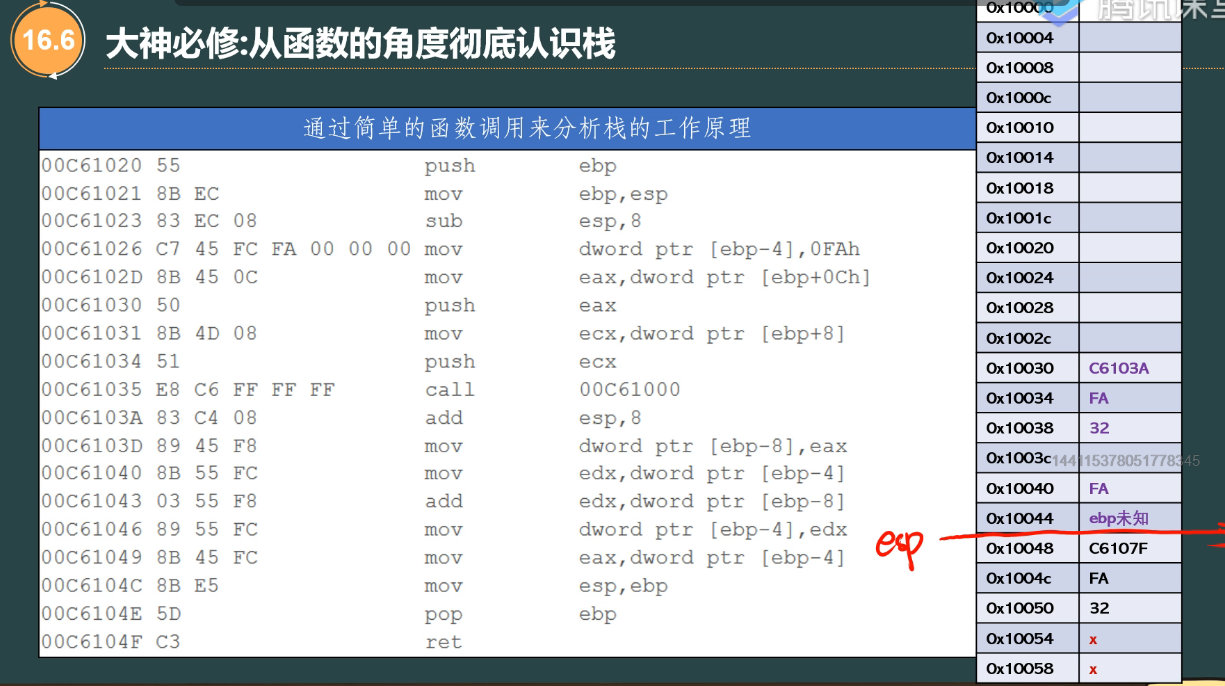 16.6
大神必修:从函数的角度彻底认识栈
腾讯课堂
通过简单的函数调用来分析栈的工作原理
00C61020 55 push ebp
00C61021 8B EC mov ebp,esp
00C61023 83 EC 08 sub esp,8
00C61026 C7 45 FC FA 00 00 00 mov dword ptr [ebp-4],0FAh
00C6102D 8B 45 0C mov eax,dword ptr [ebp+0Ch]
00C61030 50 push eax
00C61031 8B 4D 08 mov ecx,dword ptr [ebp+8]
00C61034 51 push ecx
00C61035 E8 C6 FF FF FF call 00C61000
00C6103A 83 C4 08 add esp,8
00C6103D 89 45 F8 mov dword ptr [ebp-8],eax
00C61040 8B 55 FC mov edx,dword ptr [ebp-4]
00C61043 03 55 F8 add edx,dword ptr [ebp-8]
00C61046 89 55 FC mov dword ptr [ebp-4],edx
00C61049 8B 45 FC mov eax,dword ptr [ebp-4]
00C6104C 8B E5 mov esp,ebp
00C6104E 5D pop ebp
00C6104F C3 ret
esp
0x10000
0x10004
0x10008
0x1000c
0x10010
0x10014
0x10018
0x1001c
0x10020
0x10024
0x10028
0x1002c
0x10030 C6103A
0x10034 FA
0x10038 32
0x1003c
144115378051778345
0x10040 FA
0x10044 ebp未知
0x10048 C6107F
0x1004c FA
0x10050 32
0x10054 x
0x10058 x